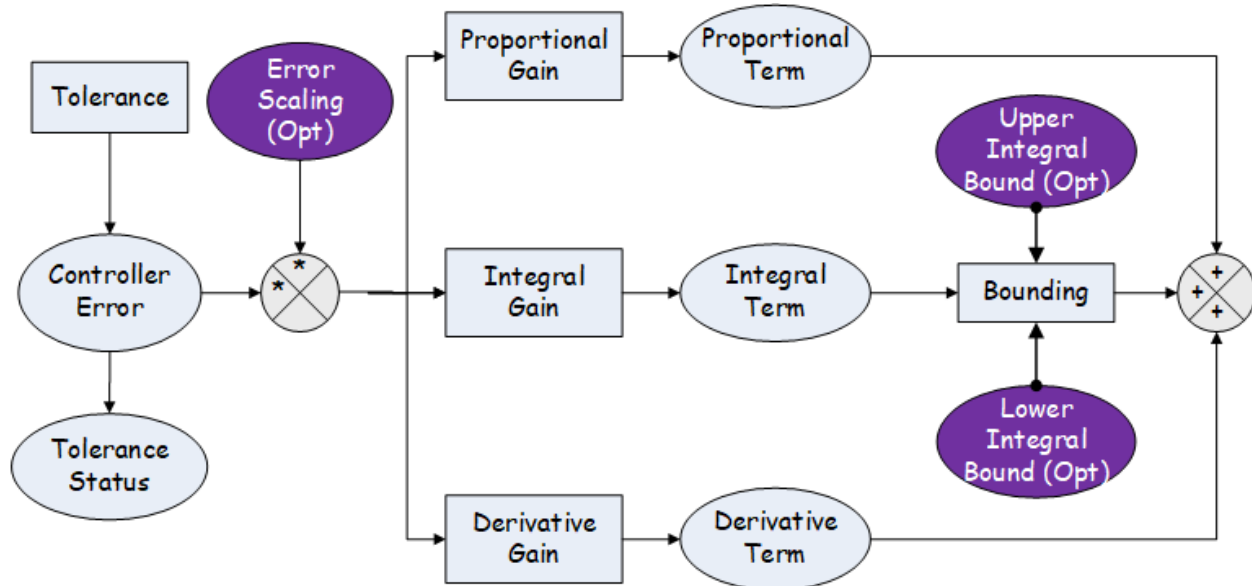 Tolerance
Error
Scaling
(Opt)
Proportional
Gain
Proportional
Term
Upper
Integral
Bound (Opt)
Controller
Error
*
*
Integral
Gain
Integral
Term
Bounding
+
+
+
Tolerance
Status
Lower
Integral
Bound (Opt)
Derivative
Gain
Derivative
Term